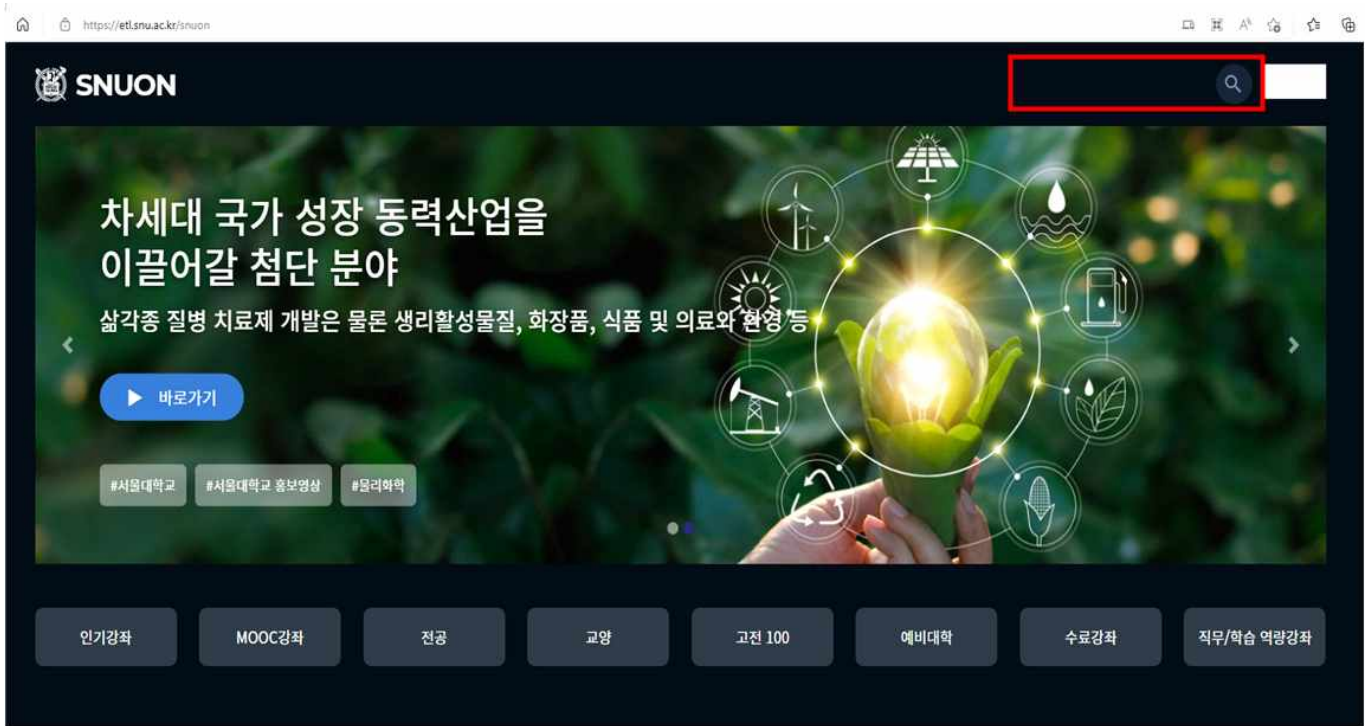 https://etl.snu.ac.kr/snuon
SNUON
차세대 국가 성장 동력산업을
이끌어갈 첨단 분야
삶각종 질병 치료제 개발은 물론 생리활성물질, 화장품, 식품 및 의료와 환경 등
바로가기
#서울대학교 #서울대학교 홍보영상 #물리화학
인기강좌 MOOC강좌 전공 교양 고전 100 예비대학 수료강좌 직무/학습 역량강좌